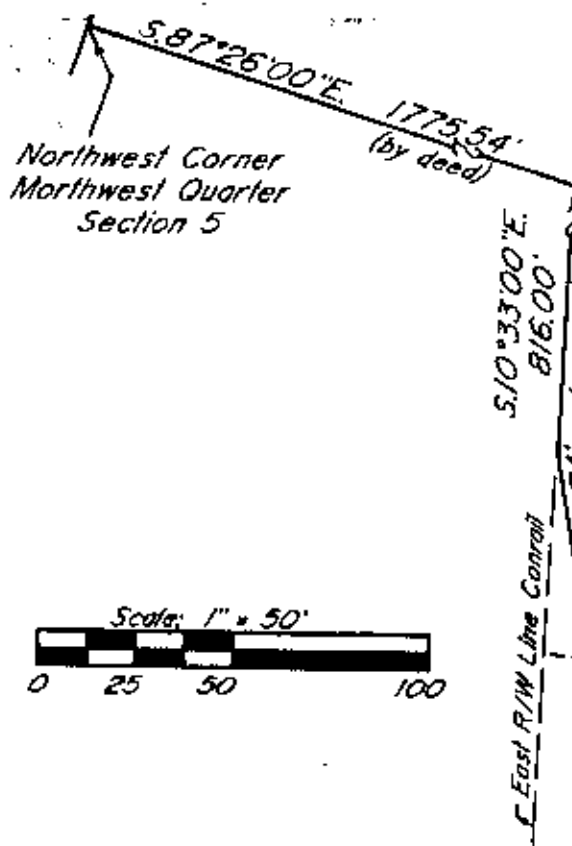 S.87°26'00"E. 1775.54'
(by deed)
Northwest Corner
Morthwest Quarter
Section 5
S.10°33'00"E.
816.00'
East R/W Line Conrail
Scale: 1" = 50'
0 25 50 100